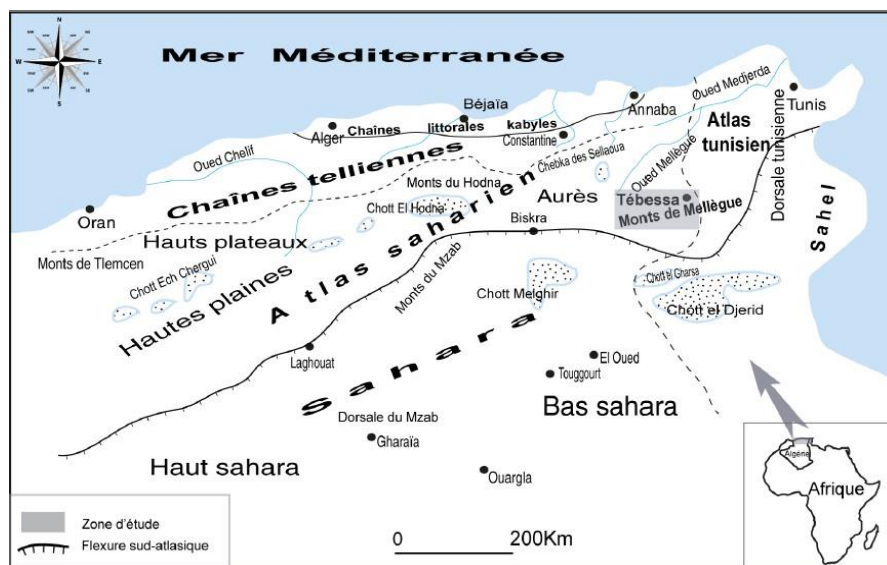 N
W
E
S
Mer Méditerranée
Oued Medjerda
Béjaïa
Annaba
Tunis
Alger
Chaînes littorales kabyles
Constantine
Atlas
tunisien
Dorsale tunisienne
Oued Chelif
Chaînes telliennes
Chebka des Sellaoua
Oued Mellègue
Monts du Hodna
Aurès
Chott El Hodna
Tébessa
Monts de Mellègue
Oran
Hauts plateaux
Biskra
Sahel
Monts de Tlemcen
Chott Ech Chergui
Hautes plaines
Atlas saharien
Monts du Mzab
Chott Melghir
Chott el Gharsa
Chott el Djerid
Laghouat
Sahara
El Oued
Touggourt
Bas sahara
Dorsale du Mzab
Gharaïa
Haut sahara
Ouargla
Algérie
Afrique
Zone d'étude
Flexure sud-atlasique
0
200Km